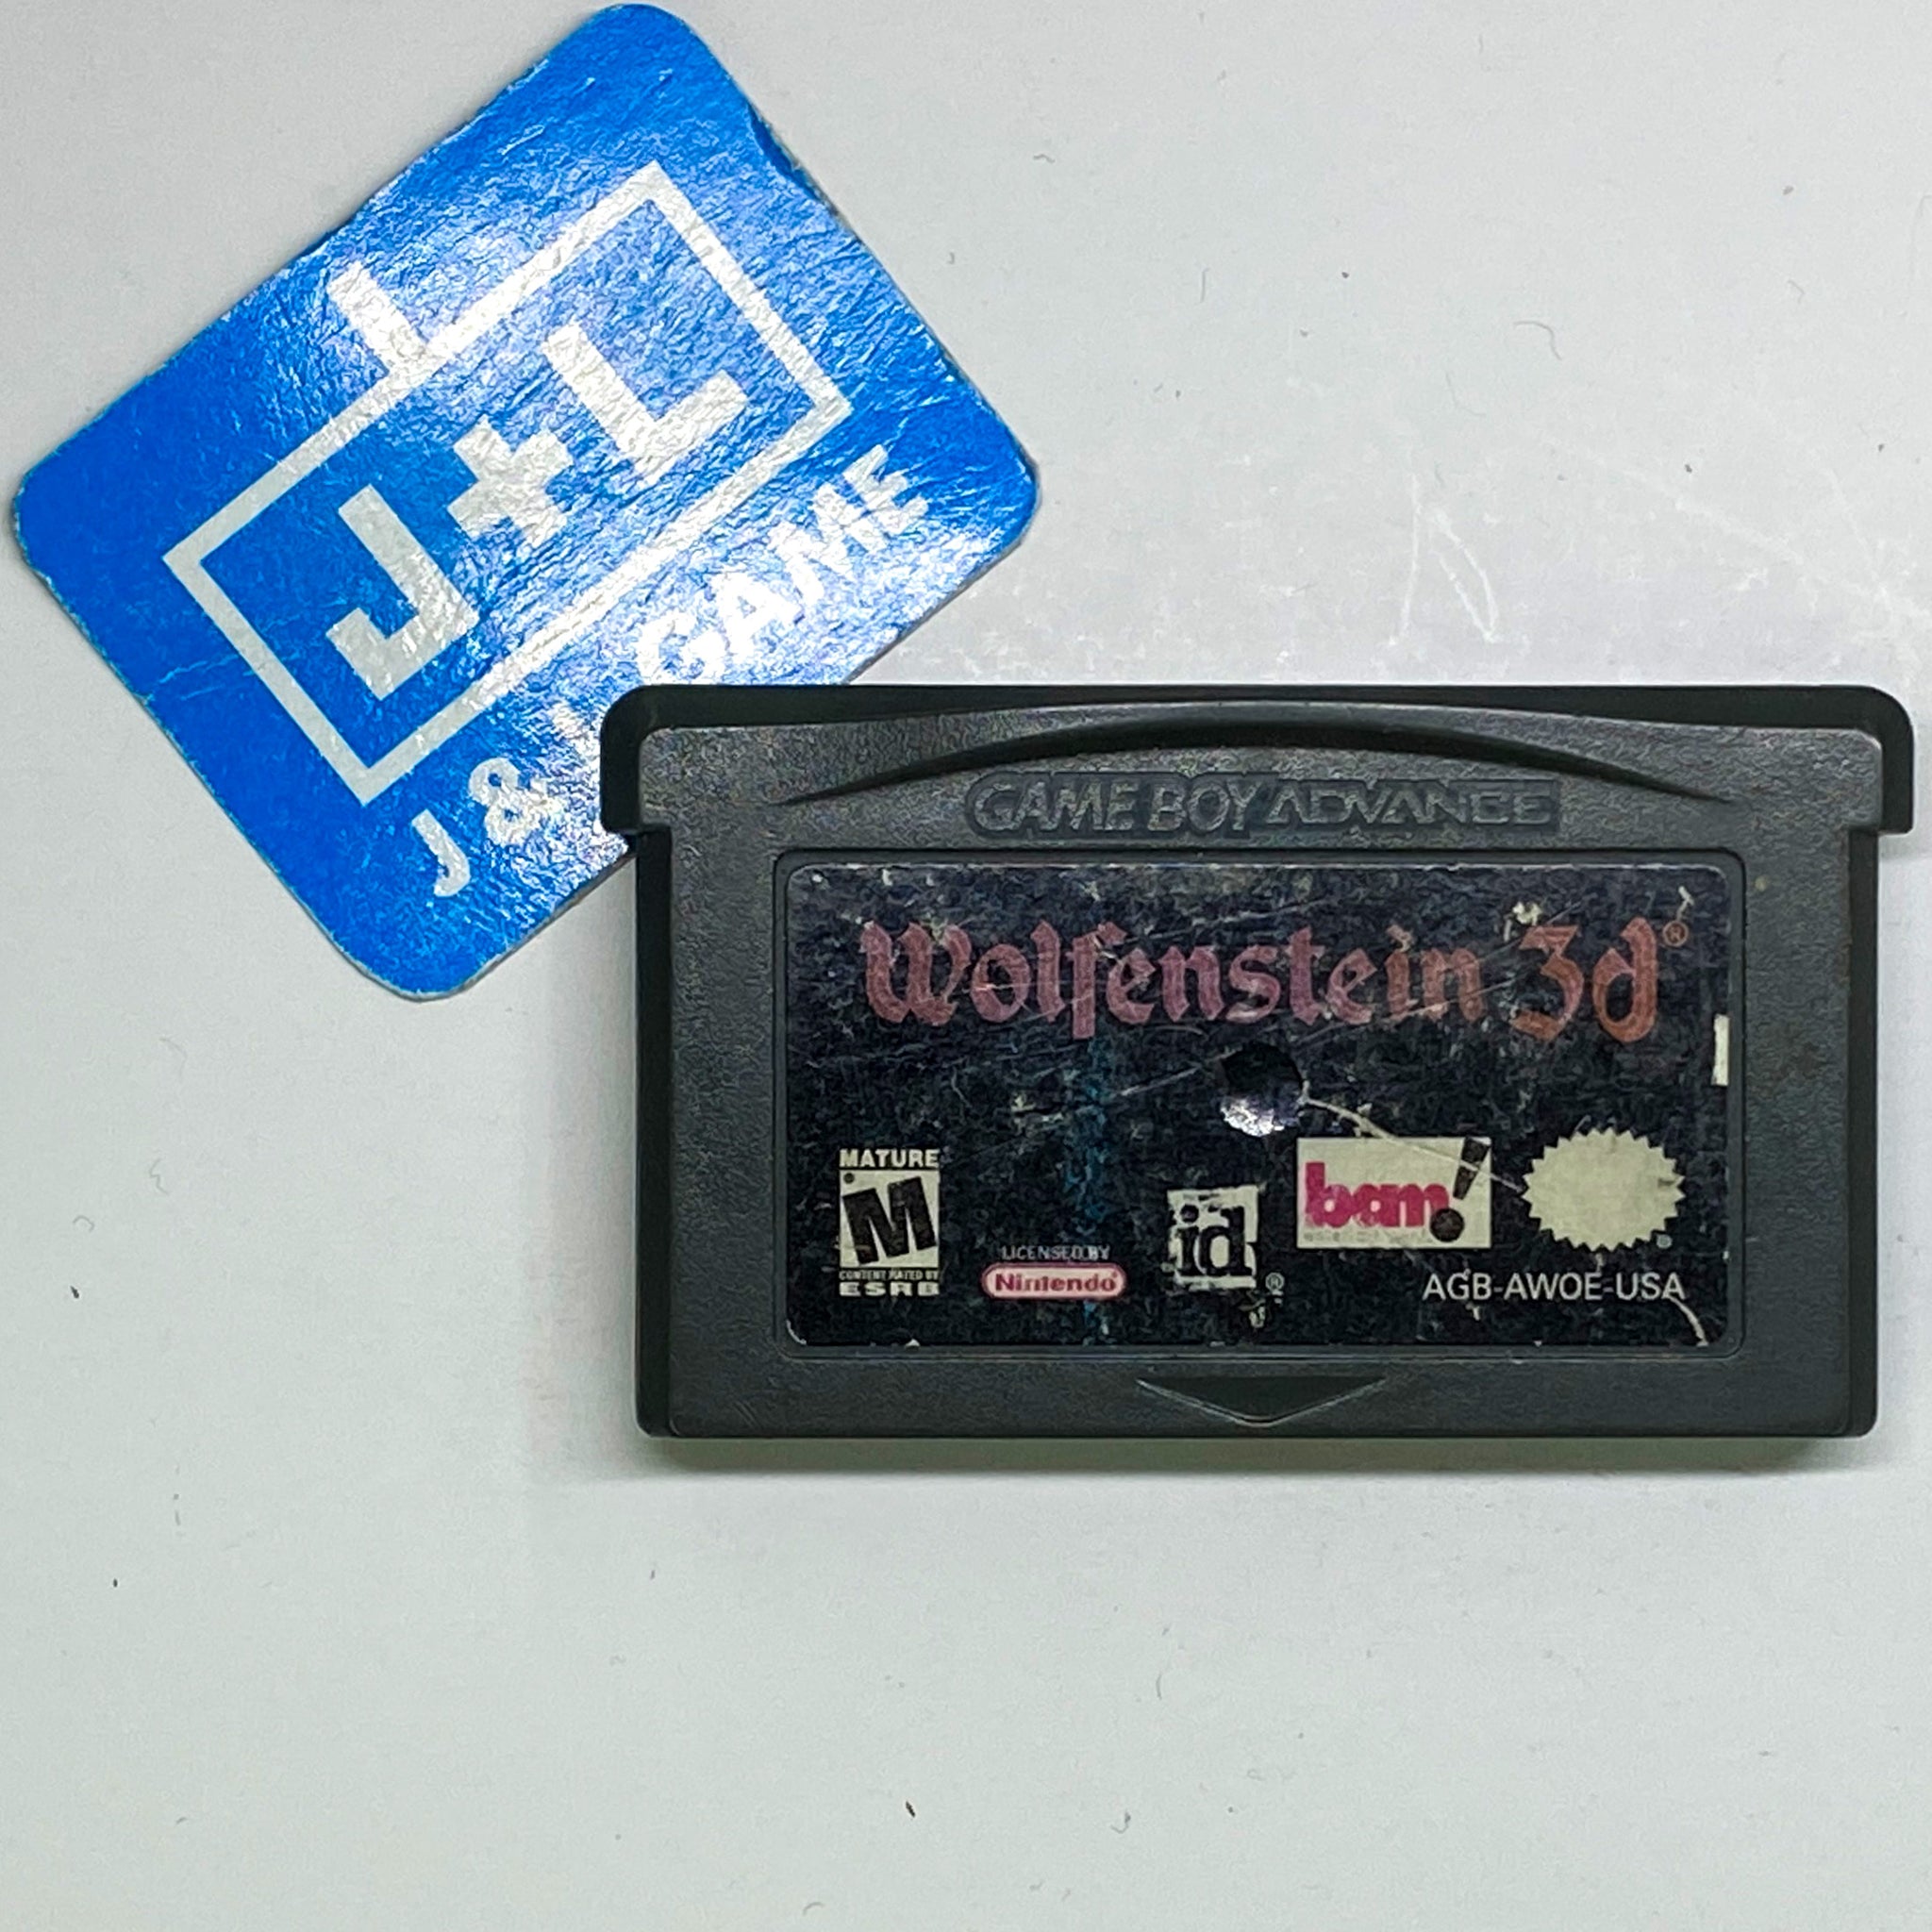 J+L
J & L GAME
GAME BOY ADVANCE
Wolfenstein 3d®
MATURE
M
CONTENT RATED BY
ESRB
LICENSED BY
Nintendo®
id®
bam!
AGB-AWOE-USA